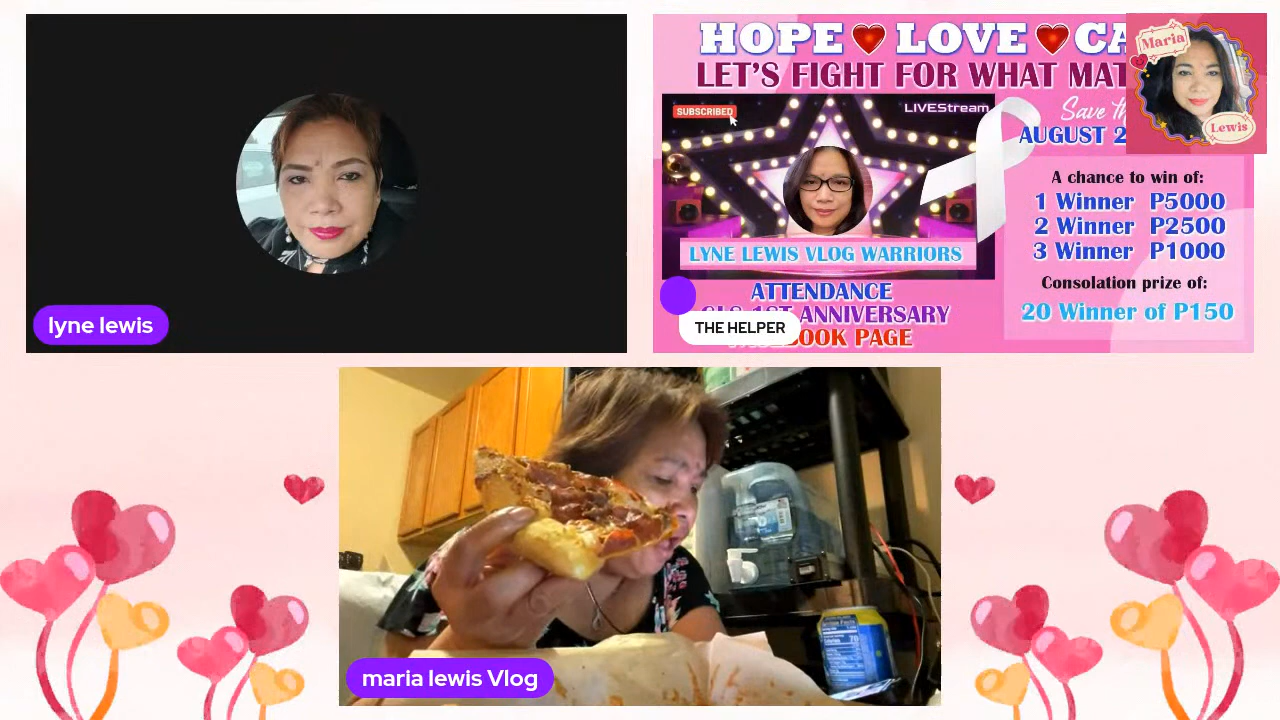 lyne lewis
HOPE LOVE CA
LET'S FIGHT FOR WHAT MAT
SUBSCRIBED
LIVEStream
LYNE LEWIS VLOG WARRIORS
ATTENDANCE
ANNIVERSARY
PAGE
THE HELPER
Save
AUGUST 2
Maria
Lewis
A chance to win of:
1 Winner P5000
2 Winner P2500
3 Winner P1000
Consolation prize of:
20 Winner of P150
maria lewis Vlog